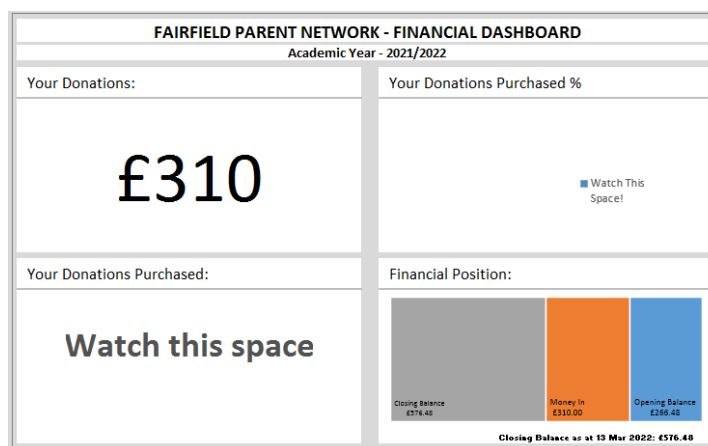 FAIRFIELD PARENT NETWORK - FINANCIAL DASHBOARD
Academic Year - 2021/2022
Your Donations:
£310
Your Donations Purchased %
Watch This
Space!
Your Donations Purchased:
Watch this space
Financial Position:
Closing Balance
£576.48
Money In
£310.00
Opening Balance
£266.48
Closing Balance as at 13 Mar 2022: £576.48